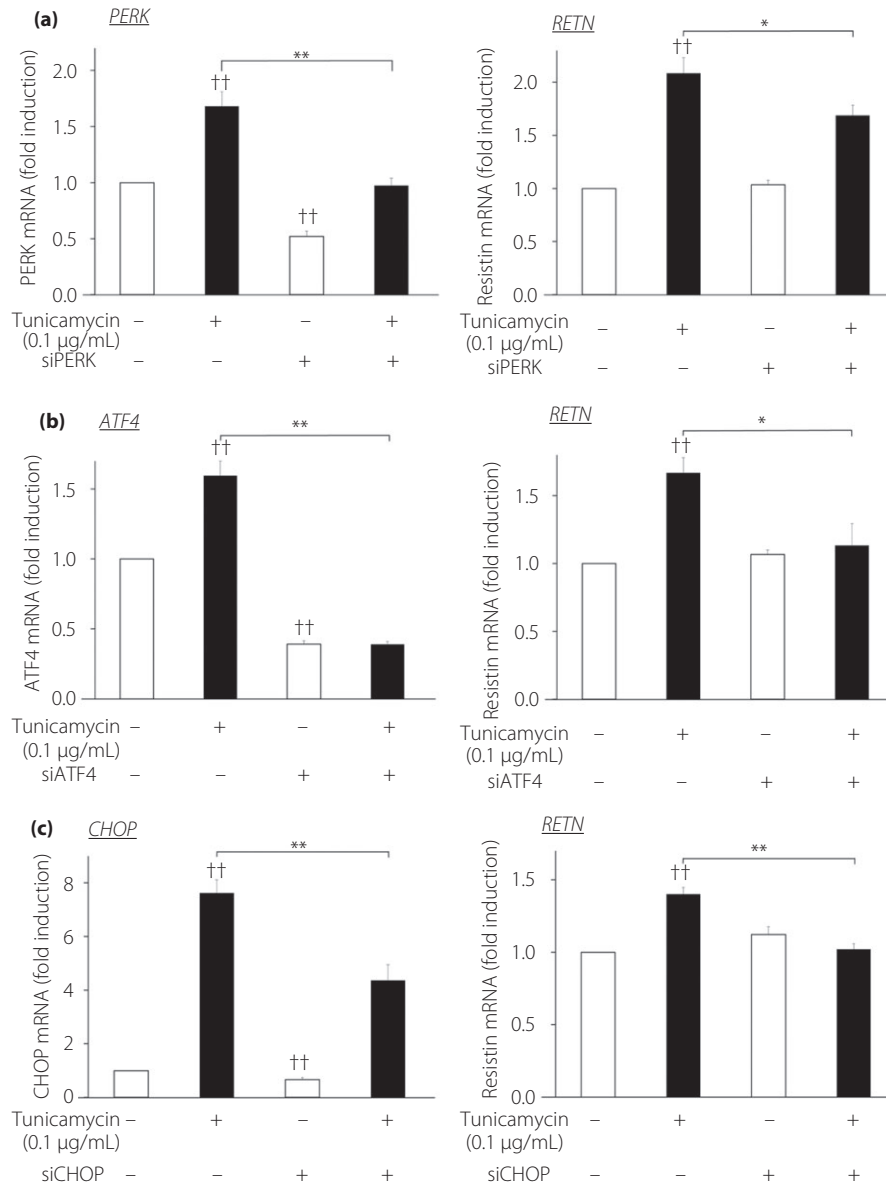 (a)
PERK
PERK mRNA (fold induction)
2.0
1.5
1.0
0.5
0.0
††
**
††
Tunicamycin – + – +
(0.1 µg/mL)
siPERK – – + +
RETN
Resistin mRNA (fold induction)
2.0
1.5
1.0
0.5
0.0
††
*
Tunicamycin – + – +
(0.1 µg/mL)
siPERK – – + +
(b)
ATF4
ATF4 mRNA (fold induction)
1.5
1.0
0.5
0.0
††
**
††
Tunicamycin – + – +
(0.1 µg/mL)
siATF4 – – + +
RETN
Resistin mRNA (fold induction)
2.0
1.5
1.0
0.5
0.0
††
*
Tunicamycin – + – +
(0.1 µg/mL)
siATF4 – – + +
(c)
CHOP
CHOP mRNA (fold induction)
8
6
4
2
0
††
**
††
Tunicamycin – + – +
(0.1 µg/mL)
siCHOP – – + +
RETN
Resistin mRNA (fold induction)
1.5
1.0
0.5
0.0
††
**
Tunicamycin – + – +
(0.1 µg/mL)
siCHOP – – + +